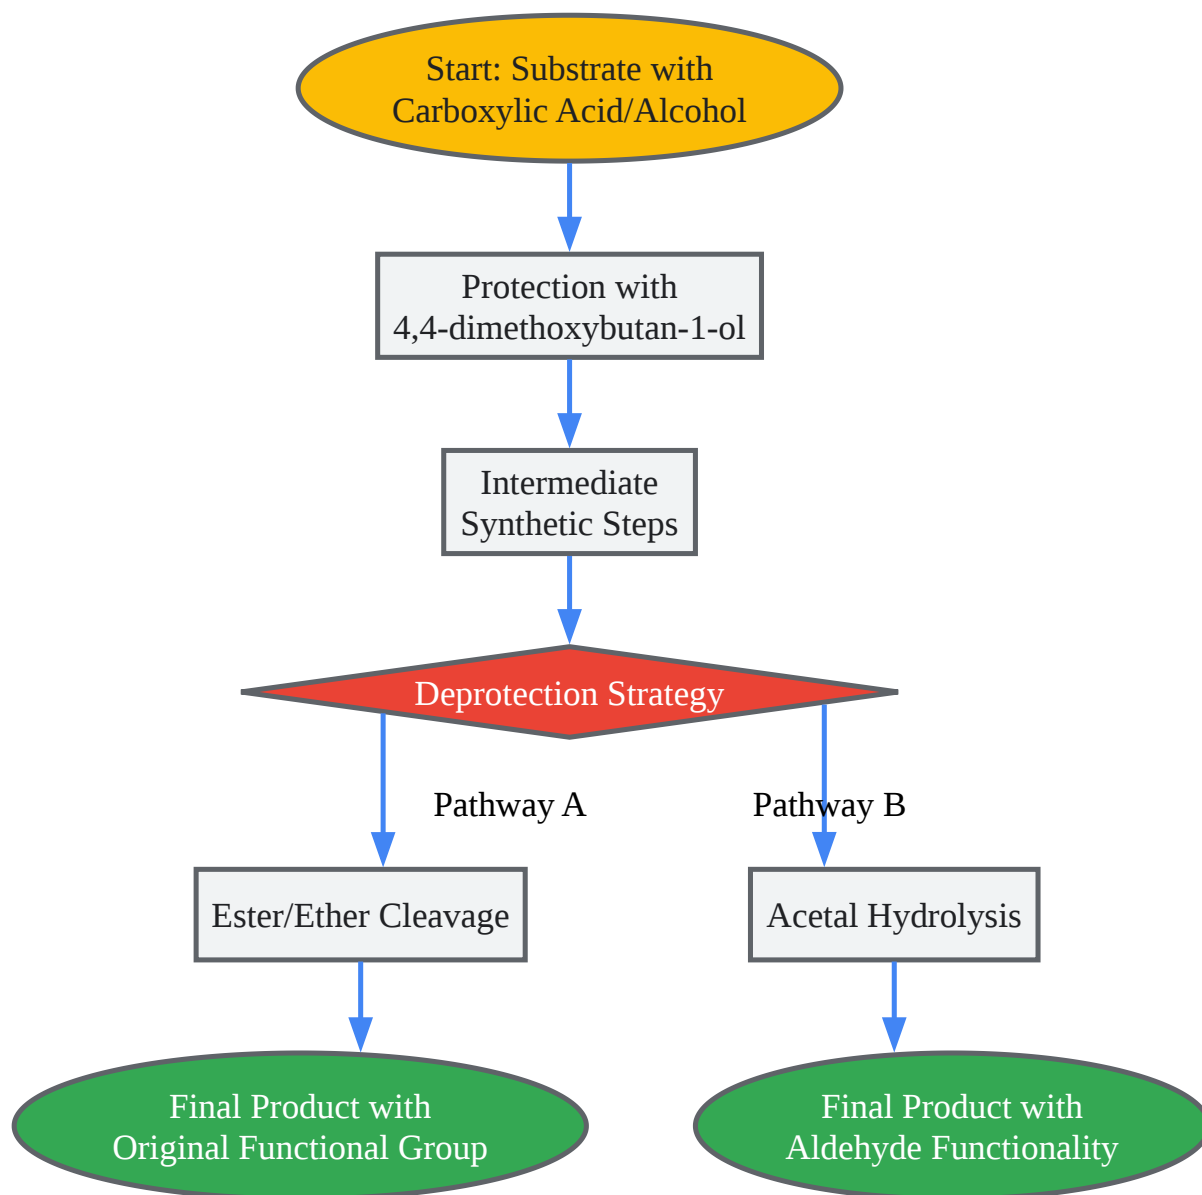 Start: Substrate with
Carboxylic Acid/Alcohol
Protection with
4,4-dimethoxybutan-1-ol
Intermediate
Synthetic Steps
Deprotection Strategy
Pathway A
Pathway B
Ester/Ether Cleavage
Acetal Hydrolysis
Final Product with
Original Functional Group
Final Product with
Aldehyde Functionality